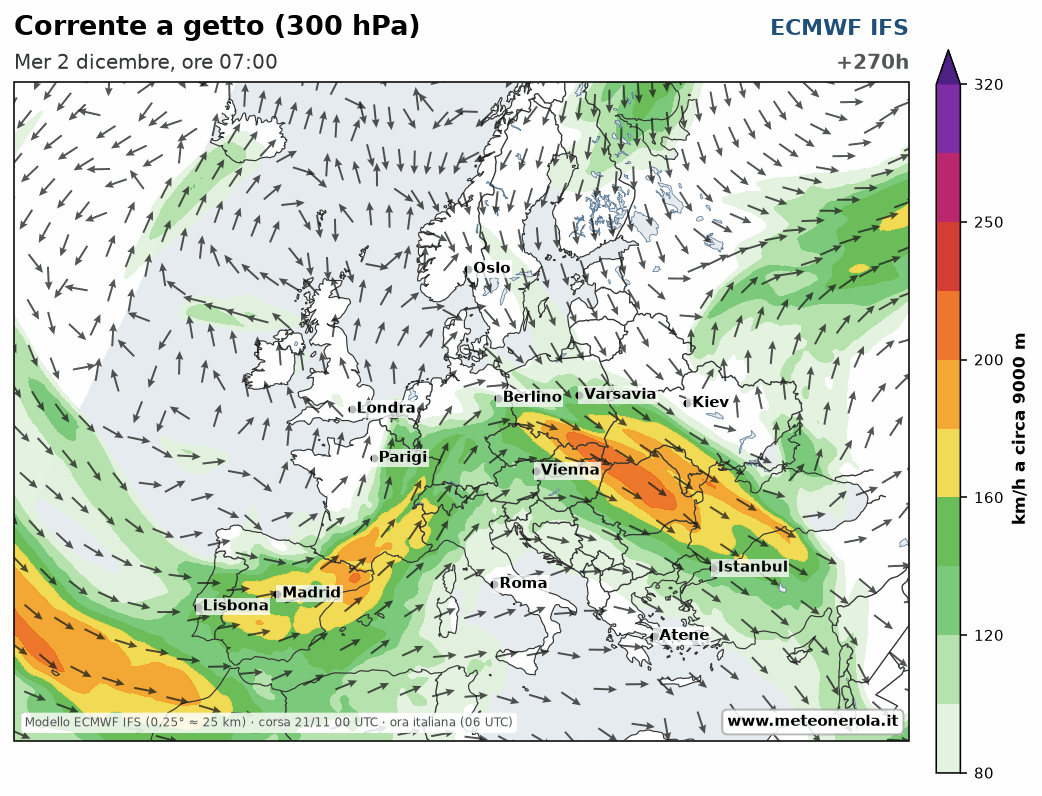 Corrente a getto (300 hPa)
ECMWF IFS
Mer 2 dicembre, ore 07:00
+270h
Oslo
Berlino
Varsavia
Kiev
Londra
Parigi
Vienna
Istanbul
Roma
Madrid
Lisbona
Atene
Modello ECMWF IFS (0,25° ≈ 25 km) · corsa 21/11 00 UTC · ora italiana (06 UTC)
www.meteonerola.it
320
250
200
160
120
80
km/h a circa 9000 m